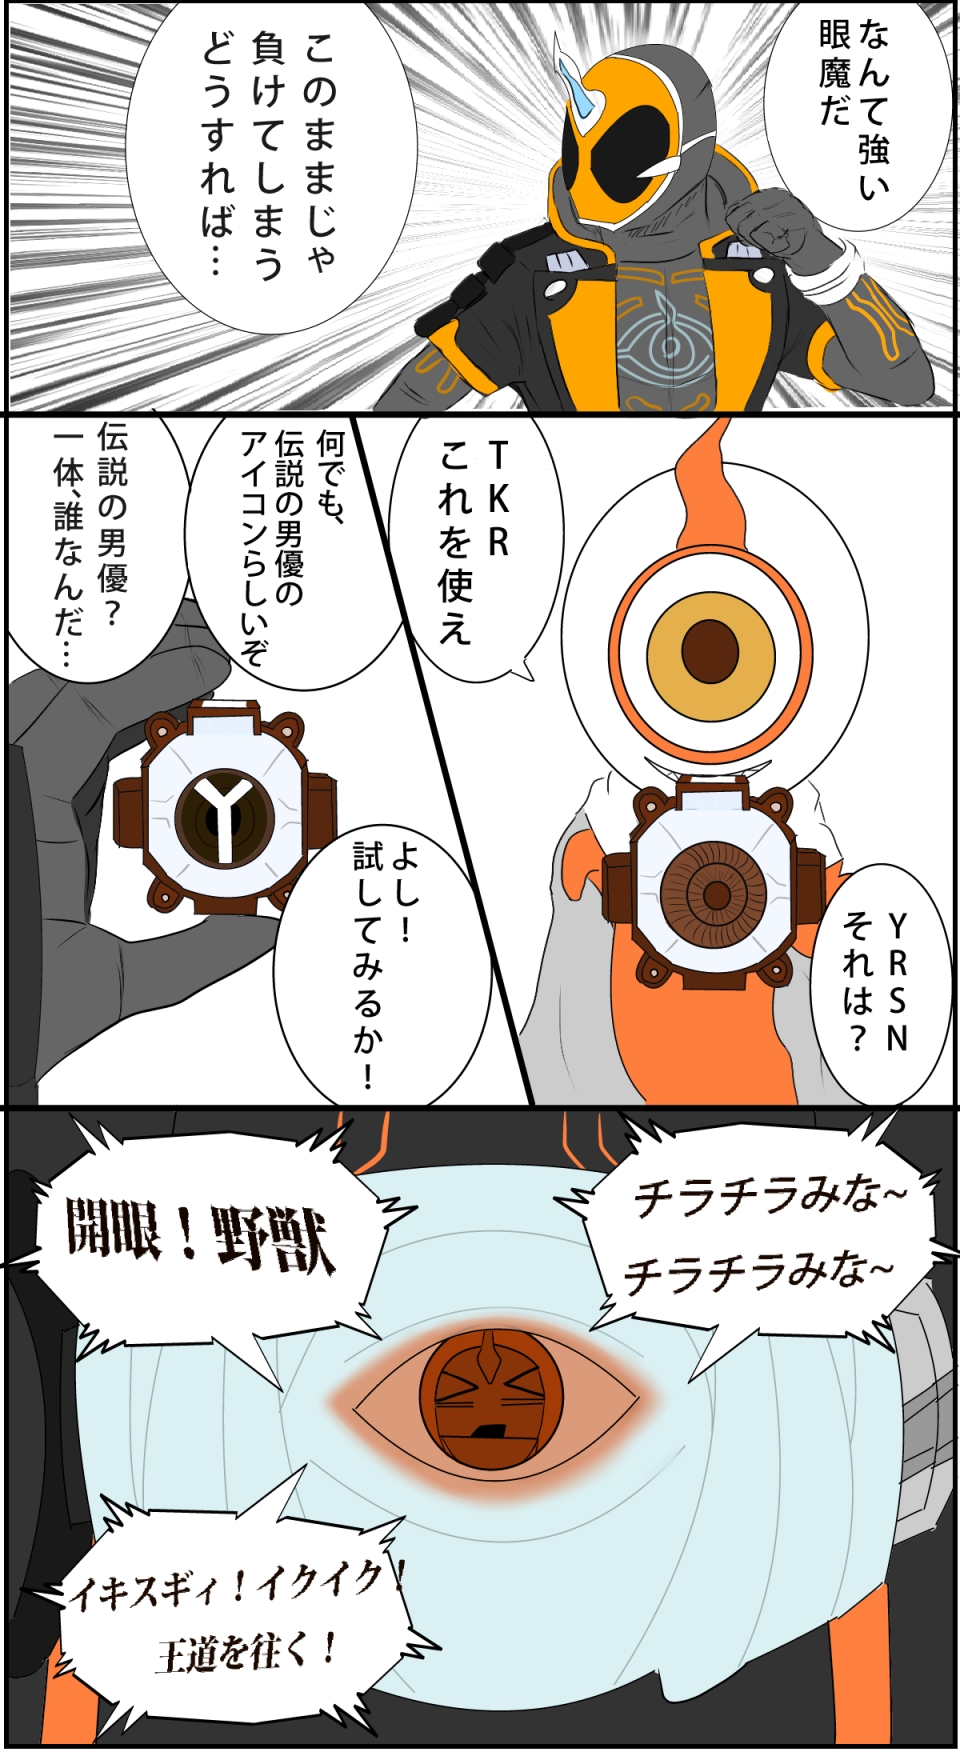 なんて強い
眼魔だ
このままじゃ
負けてしまう
どうすれば…
TKR
これを使え
YRSN
それは？
何でも、
伝説の男優の
アイコンらしいぞ
伝説の男優？
一体、誰なんだ…
Y
よし！
試してみるか！
開眼！野獣
チラチラみな~
チラチラみな~
イキスギィ！イクイク！
王道を往く！